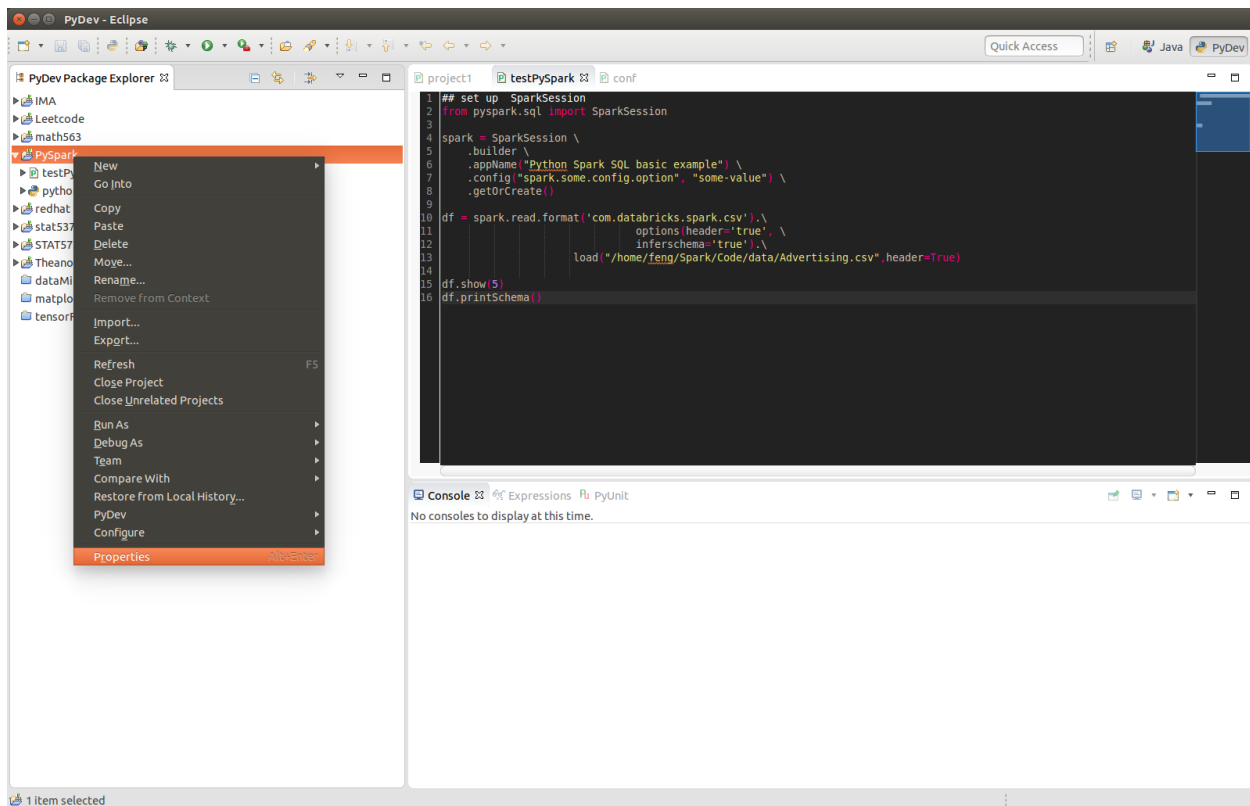 PyDev - Eclipse
Quick Access
Java
PyDev
PyDev Package Explorer
IMA
Leetcode
math563
PySpark
testPy
pytho
redhat
stat537
STAT57
Theano
dataMi
matplo
tensorF
New
Go Into
Copy
Paste
Delete
Move...
Rename...
Remove from Context
Import...
Export...
Refresh F5
Close Project
Close Unrelated Projects
Run As
Debug As
Team
Compare With
Restore from Local History...
PyDev
Configure
Properties Alt+Enter
project1 testPySpark conf
1 ## set up  SparkSession
2 from pyspark.sql import SparkSession
3
4 spark = SparkSession \
5     .builder \
6     .appName("Python Spark SQL basic example") \
7     .config("spark.some.config.option", "some-value") \
8     .getOrCreate()
9
10 df = spark.read.format('com.databricks.spark.csv').\
11                                options(header='true', \
12                                inferschema='true').\
13                      load("/home/feng/Spark/Code/data/Advertising.csv",header=True)
14
15 df.show(5)
16 df.printSchema()
Console Expressions PyUnit
No consoles to display at this time.
1 item selected